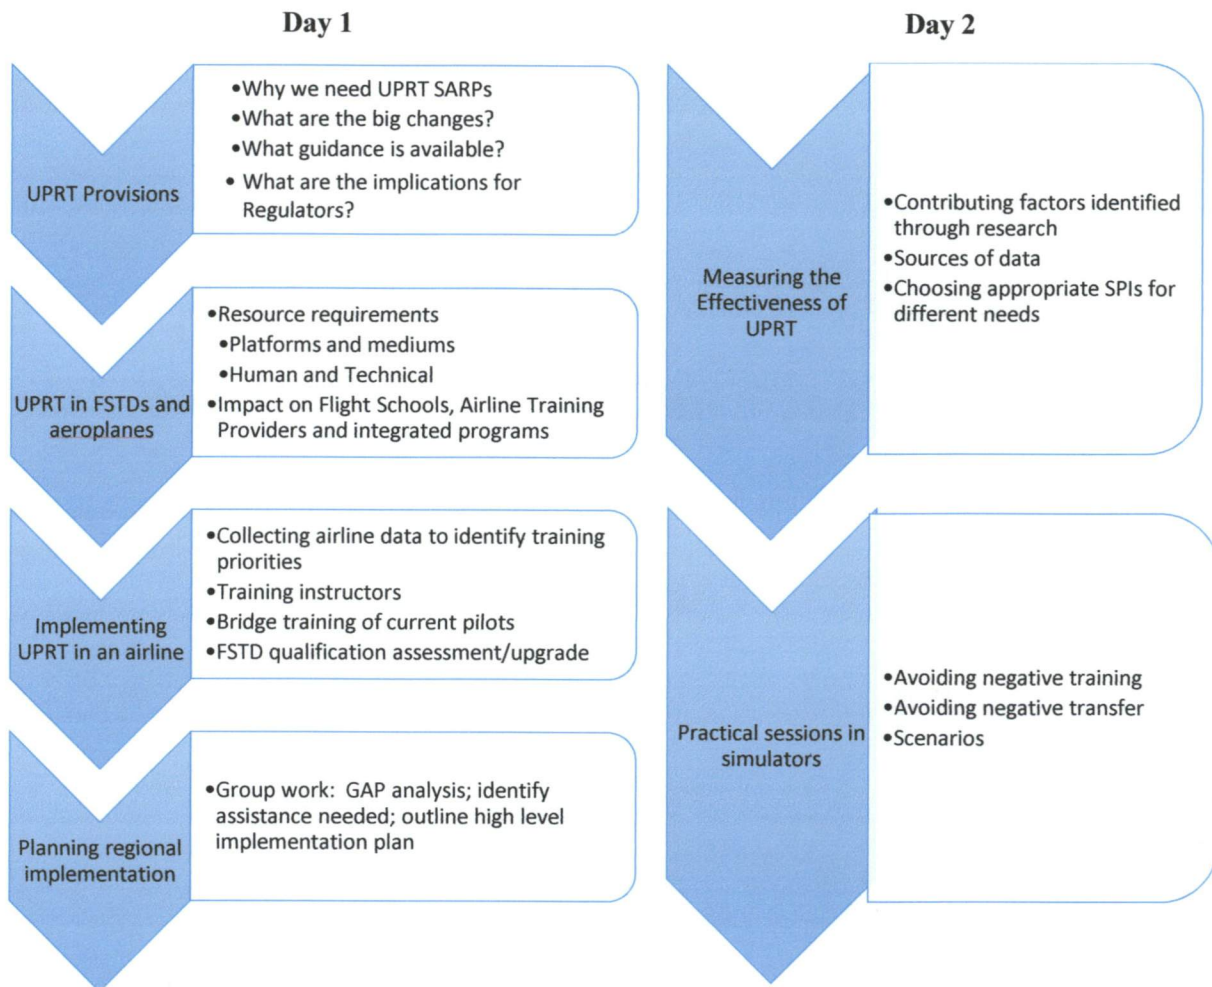 Day 1
UPRT Provisions
•Why we need UPRT SARPs
•What are the big changes?
•What guidance is available?
• What are the implications for
Regulators?
UPRT in FSTDs and
aeroplanes
•Resource requirements
•Platforms and mediums
•Human and Technical
•Impact on Flight Schools, Airline Training
Providers and integrated programs
Implementing
UPRT in an airline
•Collecting airline data to identify training
priorities
•Training instructors
•Bridge training of current pilots
•FSTD qualification assessment/upgrade
Planning regional
implementation
•Group work: GAP analysis; identify
assistance needed; outline high level
implementation plan
Day 2
Measuring the
Effectiveness of
UPRT
•Contributing factors identified
through research
•Sources of data
•Choosing appropriate SPIs for
different needs
Practical sessions in
simulators
•Avoiding negative training
•Avoiding negative transfer
•Scenarios